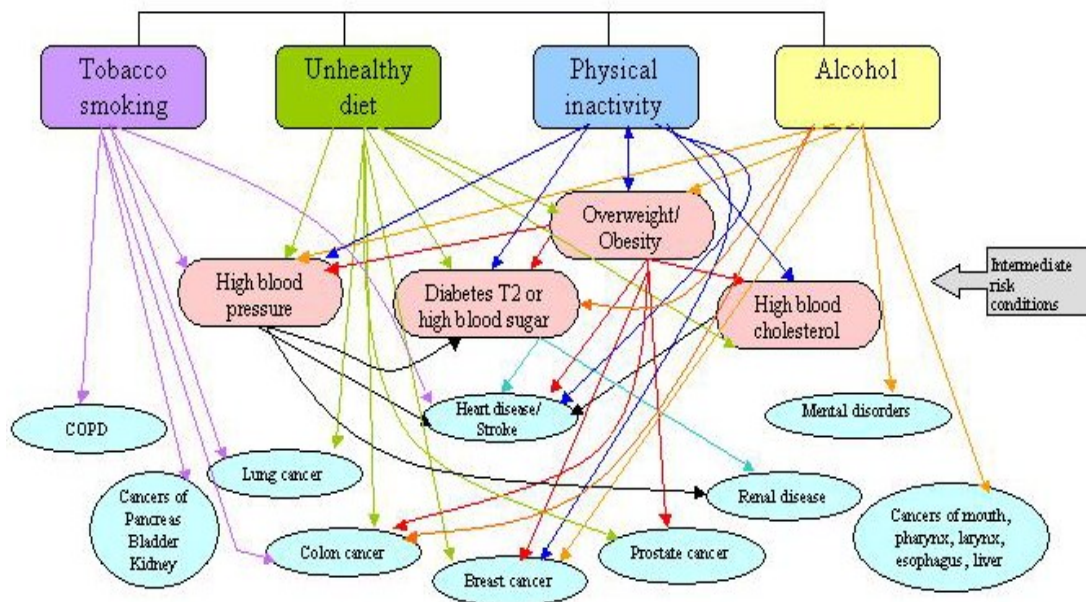 Tobacco
smoking
Unhealthy
diet
Physical
inactivity
Alcohol
Overweight/
Obesity
High blood
pressure
Diabetes T2 or
high blood sugar
High blood
cholesterol
Intermediate
risk
conditions
COPD
Heart disease/
Stroke
Mental disorders
Lung cancer
Cancers of
Pancreas
Bladder
Kidney
Renal disease
Cancers of mouth,
pharynx, larynx,
esophagus, liver
Colon cancer
Prostate cancer
Breast cancer